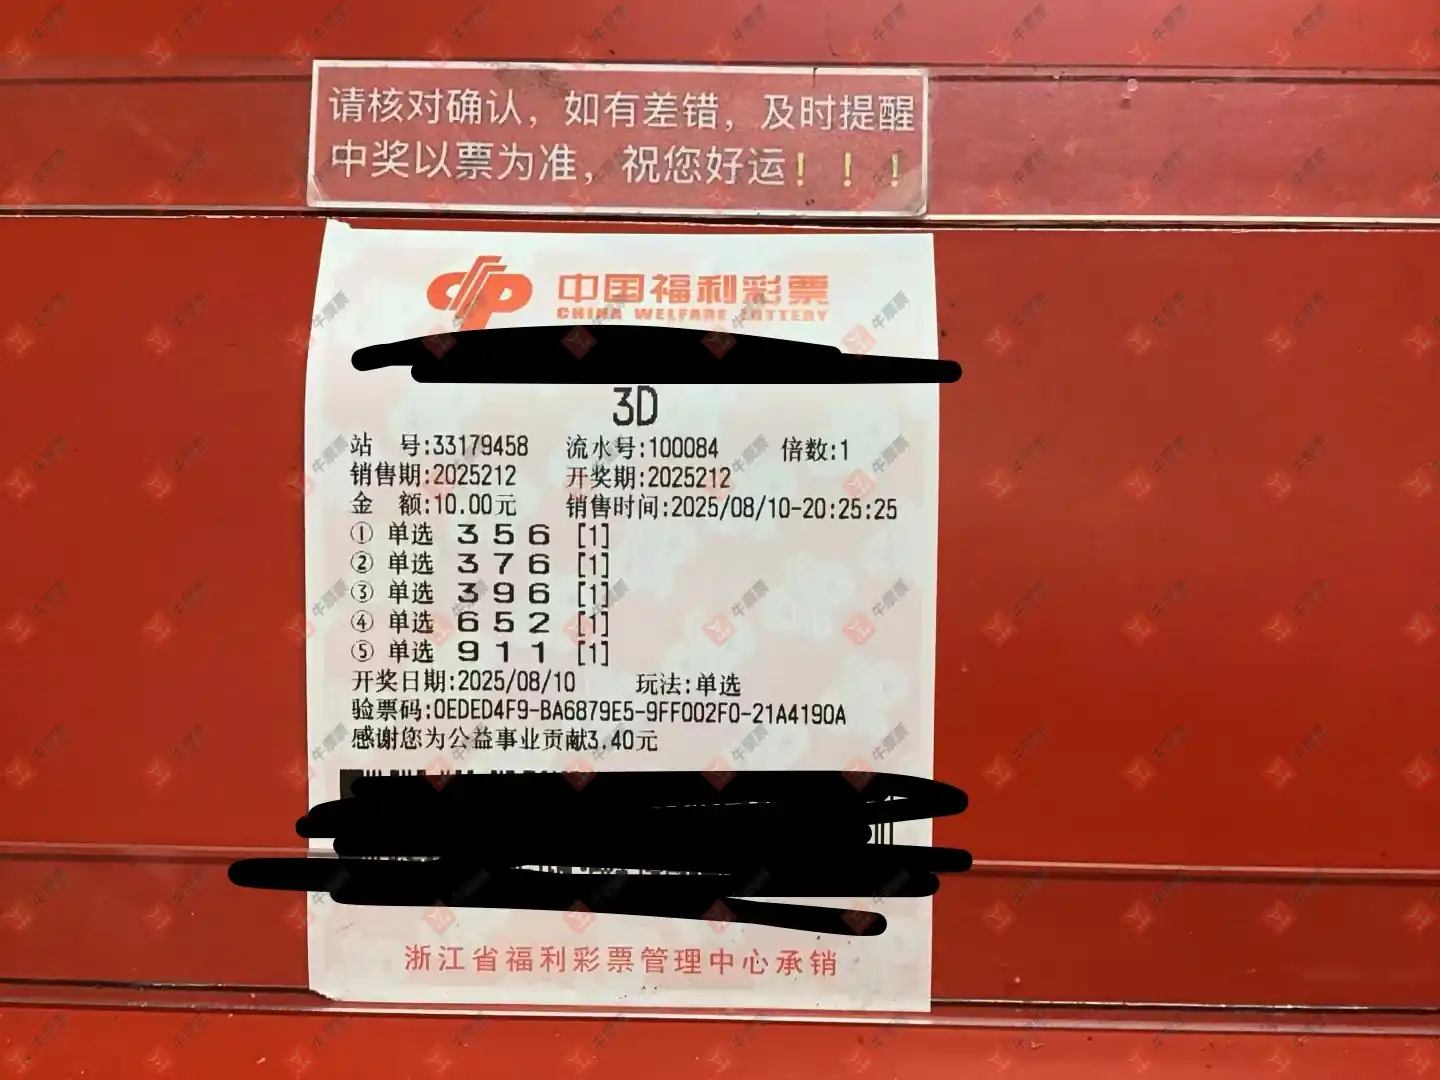 请核对确认，如有差错，及时提醒
中奖以票为准，祝您好运！！！
中国福利彩票
CHINA WELFARE LOTTERY
3D
站 号:33179458 流水号:100084 倍数:1
销售期:2025212 开奖期:2025212
金 额:10.00元 销售时间:2025/08/10-20:25:25
① 单选 3 5 6 [1]
② 单选 3 7 6 [1]
③ 单选 3 9 6 [1]
④ 单选 6 5 2 [1]
⑤ 单选 9 1 1 [1]
开奖日期:2025/08/10 玩法:单选
验票码:0EDED4F9-BA6879E5-9FF002F0-21A4190A
感谢您为公益事业贡献3.40元
浙江省福利彩票管理中心承销
牛票票